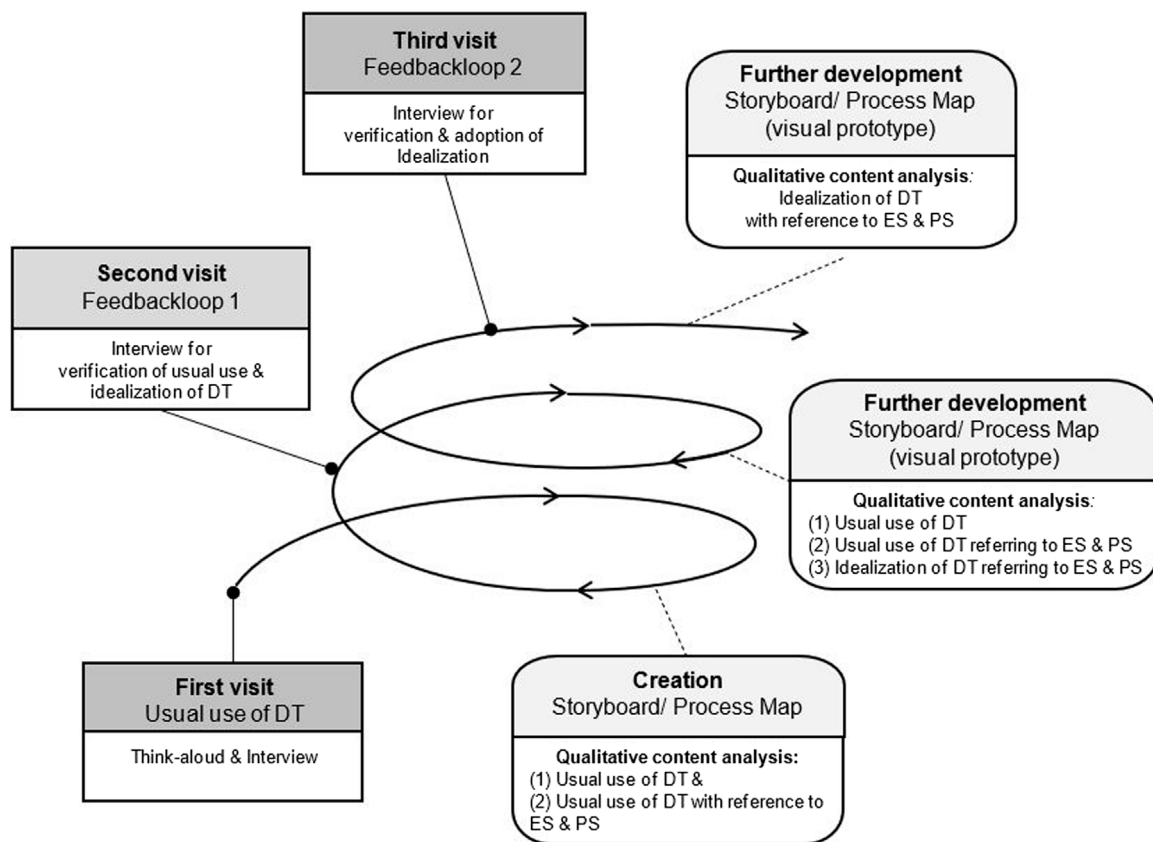 Third visit
Feedbackloop 2
Interview for
verification & adoption of
Idealization
Further development
Storyboard/ Process Map
(visual prototype)
Qualitative content analysis:
Idealization of DT
with reference to ES & PS
Second visit
Feedbackloop 1
Interview for
verification of usual use &
idealization of DT
Further development
Storyboard/ Process Map
(visual prototype)
Qualitative content analysis:
(1) Usual use of DT
(2) Usual use of DT referring to ES & PS
(3) Idealization of DT referring to ES & PS
First visit
Usual use of DT
Think-aloud & Interview
Creation
Storyboard/ Process Map
Qualitative content analysis:
(1) Usual use of DT &
(2) Usual use of DT with reference to
ES & PS